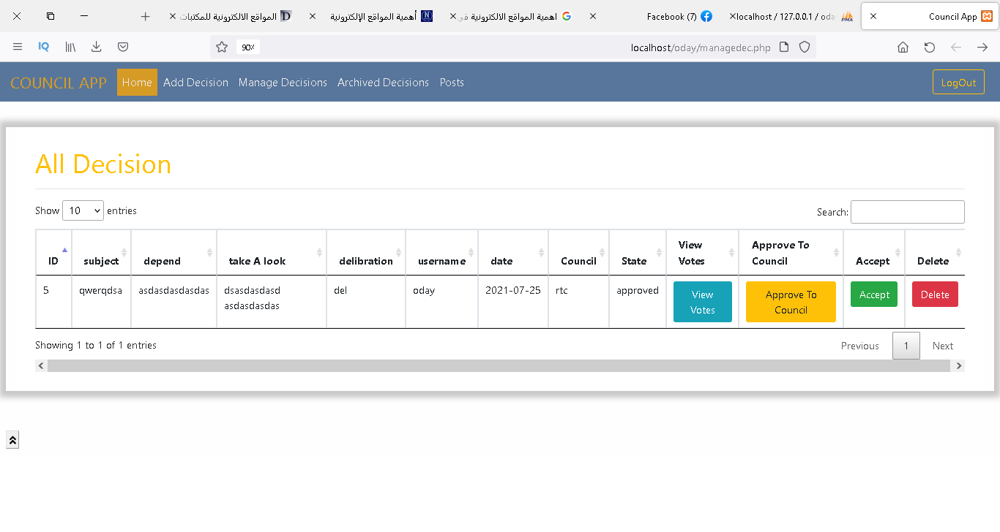 المواقع الالكترونية للمكتبات
أهمية المواقع الإلكترونية
اهمية المواقع الالكترونية في
Facebook (7)
localhost / 127.0.0.1 / oda
Council App
90٪
localhost/oday/managedec.php
COUNCIL APP Home Add Decision Manage Decisions Archived Decisions Posts LogOut
All Decision
Show 10 entries Search:
ID subject depend take A look delibration username date Council State View Votes Approve To Council Accept Delete
5 qwerqdsa asdasdasdasdas dsasdasdasd asdasdasdas del oday 2021-07-25 rtc approved View Votes Approve To Council Accept Delete
Showing 1 to 1 of 1 entries Previous 1 Next